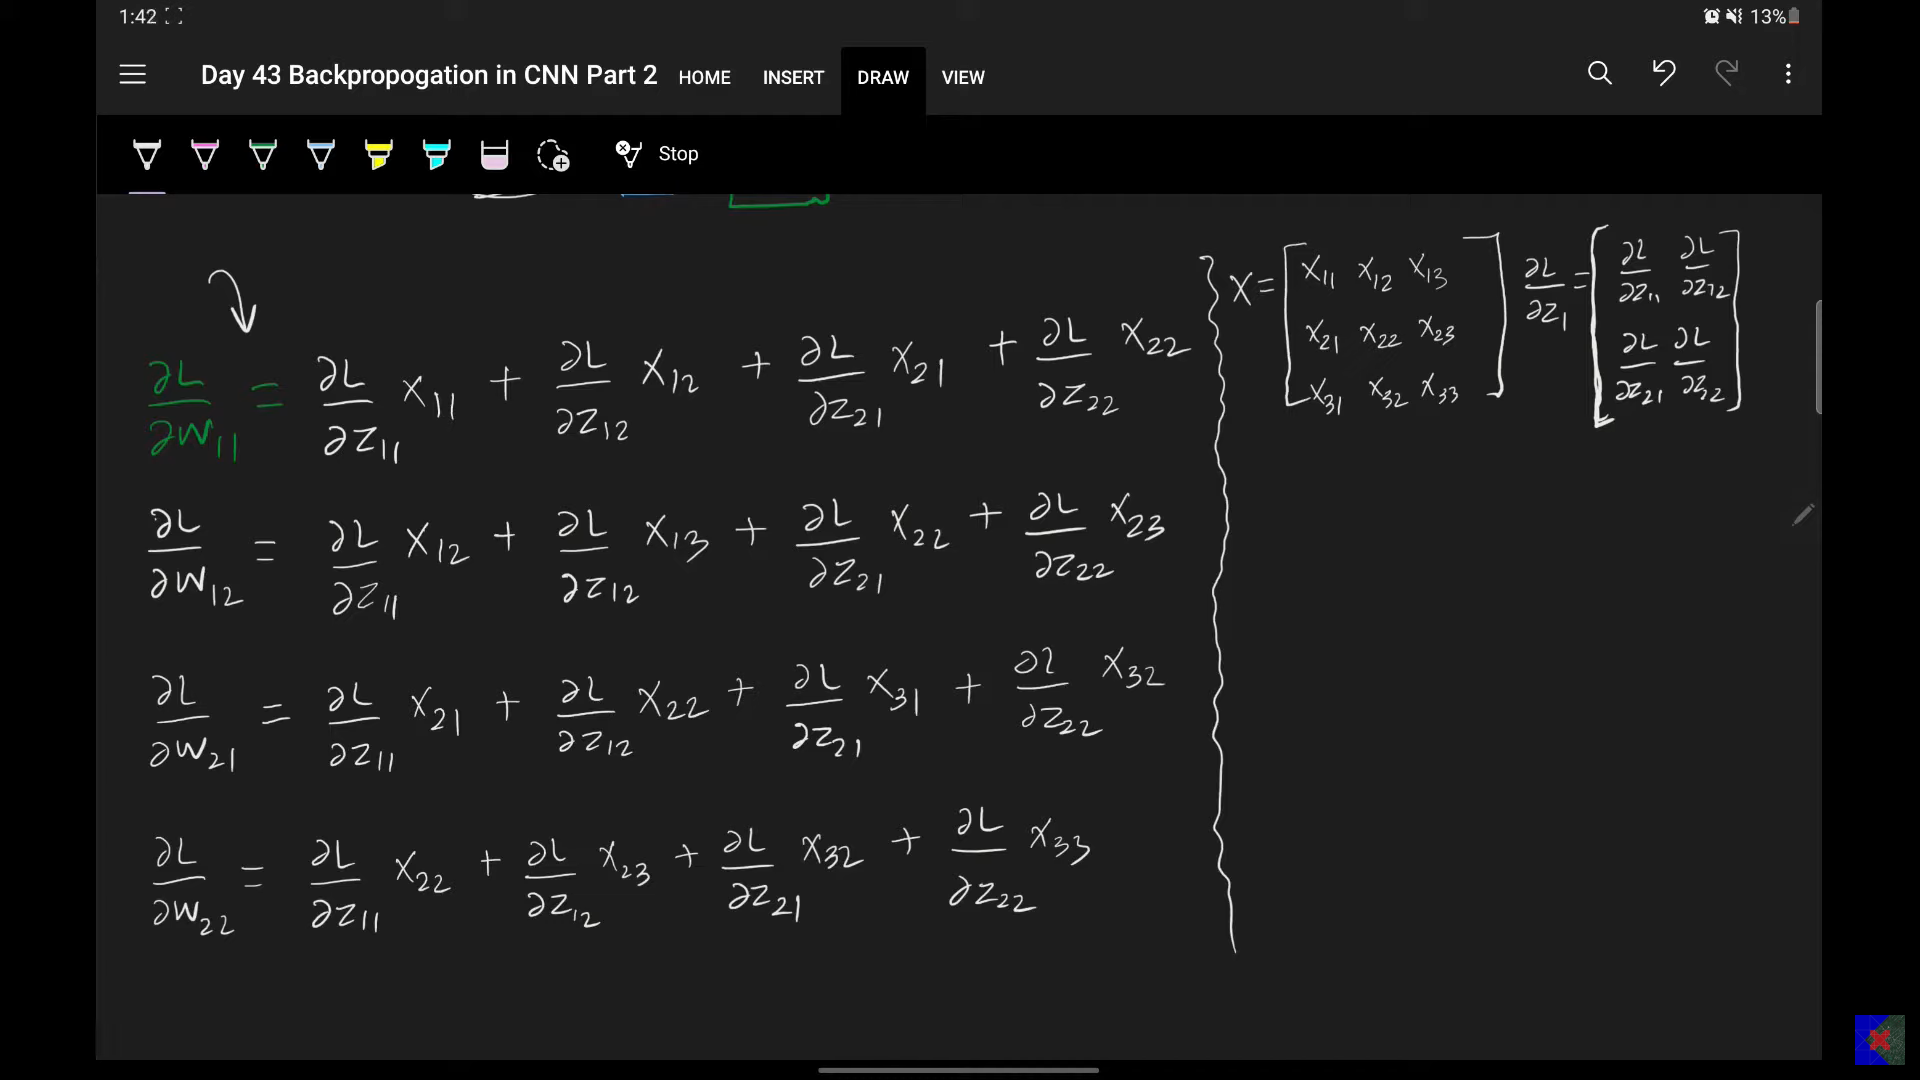 1:42 13%
Day 43 Backpropogation in CNN Part 2 HOME INSERT DRAW VIEW
Stop
∂L/∂W11 = ∂L/∂Z11 X11 + ∂L/∂Z12 X12 + ∂L/∂Z21 X21 + ∂L/∂Z22 X22
∂L/∂W12 = ∂L/∂Z11 X12 + ∂L/∂Z12 X13 + ∂L/∂Z21 X22 + ∂L/∂Z22 X23
∂L/∂W21 = ∂L/∂Z11 X21 + ∂L/∂Z12 X22 + ∂L/∂Z21 X31 + ∂L/∂Z22 X32
∂L/∂W22 = ∂L/∂Z11 X22 + ∂L/∂Z12 X23 + ∂L/∂Z21 X32 + ∂L/∂Z22 X33
X = [X11 X12 X13
X21 X22 X23
X31 X32 X33]
∂L/∂Z1 = [∂L/∂Z11 ∂L/∂Z12
∂L/∂Z21 ∂L/∂Z22]